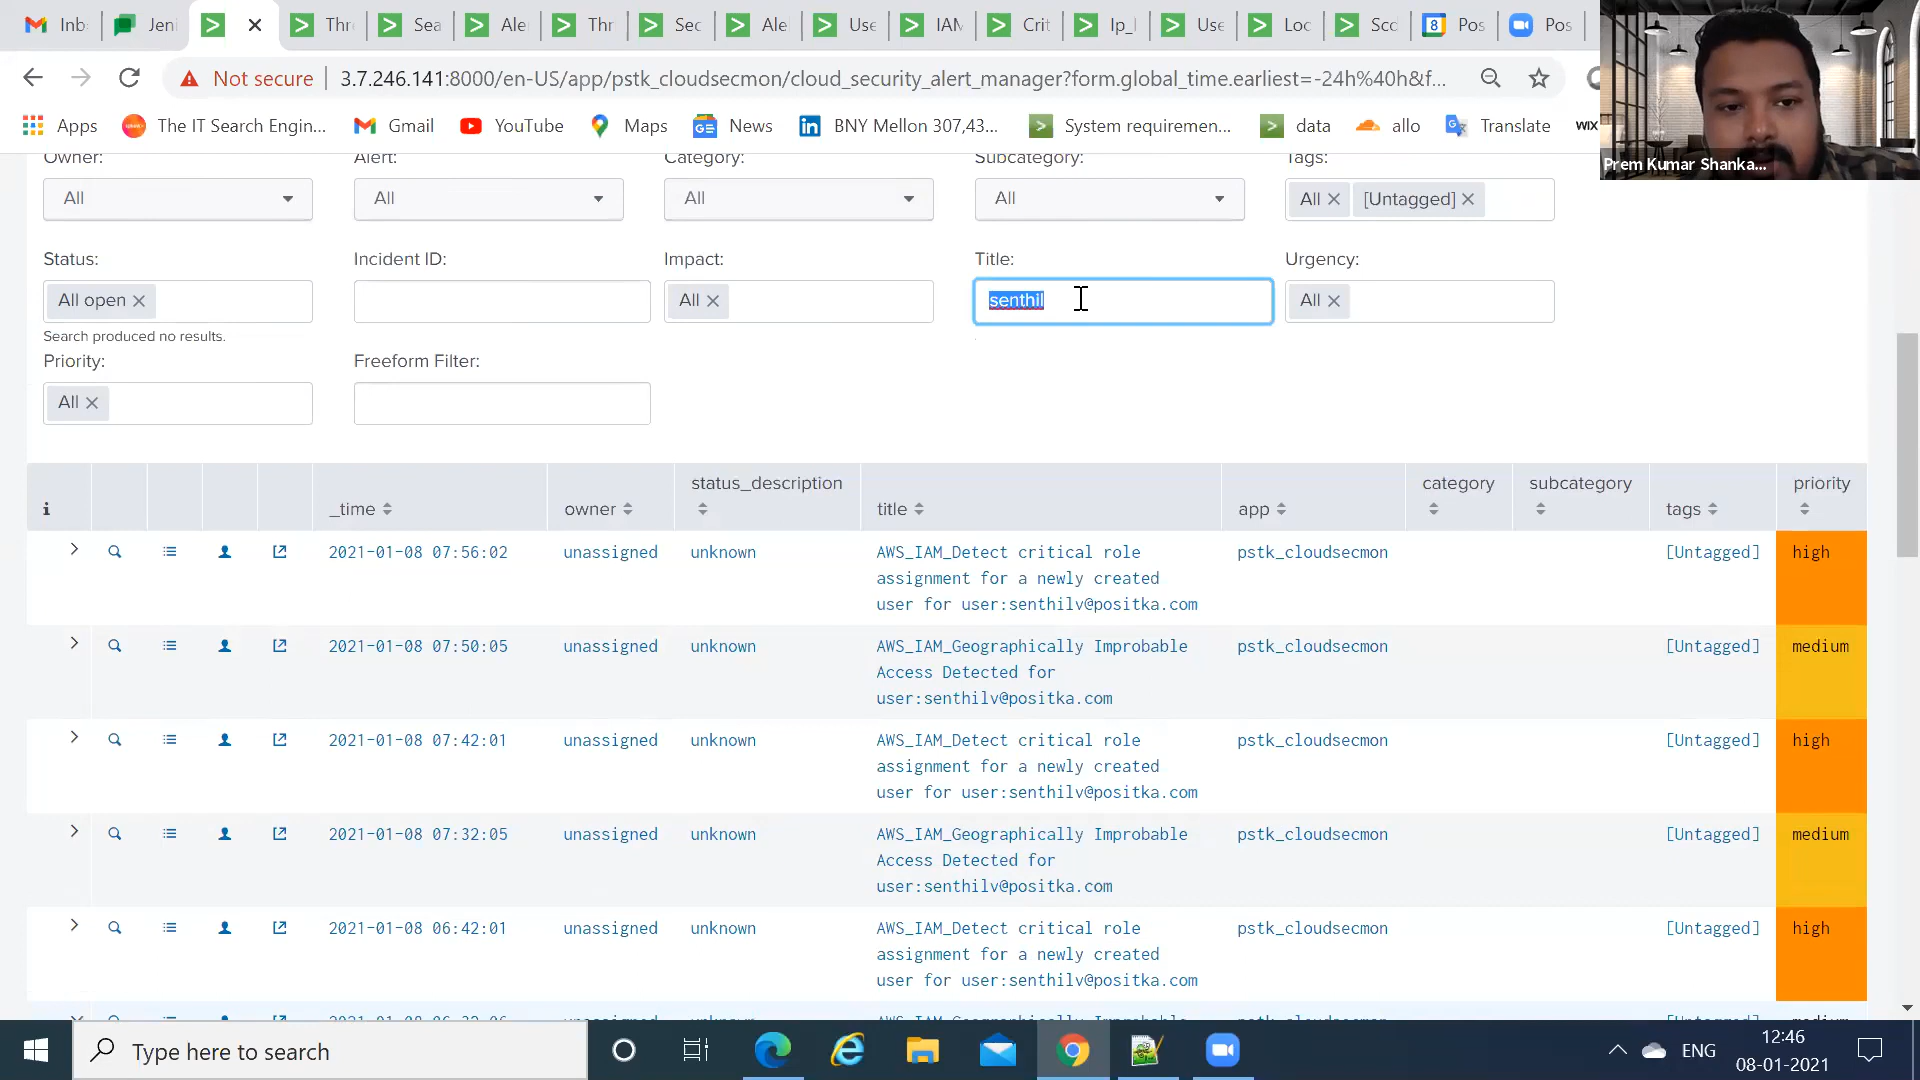 Inb
Jeni
Thr
Sea
Aler
Thr
Sec
Ale
Use
IAM
Crit
Ip_l
Use
Loc
Sco
8
Pos
Pos
Not secure
3.7.246.141:8000/en-US/app/pstk_cloudsecmon/cloud_security_alert_manager?form.global_time.earliest=-24h%40h&f...
Apps
The IT Search Engin...
Gmail
YouTube
Maps
News
BNY Mellon 307,43...
System requiremen...
data
allo
Translate
WIX
Prem Kumar Shanka...
Owner:
Alert:
Category:
Subcategory:
Tags:
All
All
All
All
All
[Untagged]
Status:
Incident ID:
Impact:
Title:
Urgency:
All open
All
senthil
All
Search produced no results.
Priority:
Freeform Filter:
All
i
_time
owner
status_description
title
app
category
subcategory
tags
priority
2021-01-08 07:56:02
unassigned
unknown
AWS_IAM_Detect critical role
assignment for a newly created
user for user:senthilv@positka.com
pstk_cloudsecmon
[Untagged]
high
2021-01-08 07:50:05
unassigned
unknown
AWS_IAM_Geographically Improbable
Access Detected for
user:senthilv@positka.com
pstk_cloudsecmon
[Untagged]
medium
2021-01-08 07:42:01
unassigned
unknown
AWS_IAM_Detect critical role
assignment for a newly created
user for user:senthilv@positka.com
pstk_cloudsecmon
[Untagged]
high
2021-01-08 07:32:05
unassigned
unknown
AWS_IAM_Geographically Improbable
Access Detected for
user:senthilv@positka.com
pstk_cloudsecmon
[Untagged]
medium
2021-01-08 06:42:01
unassigned
unknown
AWS_IAM_Detect critical role
assignment for a newly created
user for user:senthilv@positka.com
pstk_cloudsecmon
[Untagged]
high
Type here to search
ENG
12:46
08-01-2021